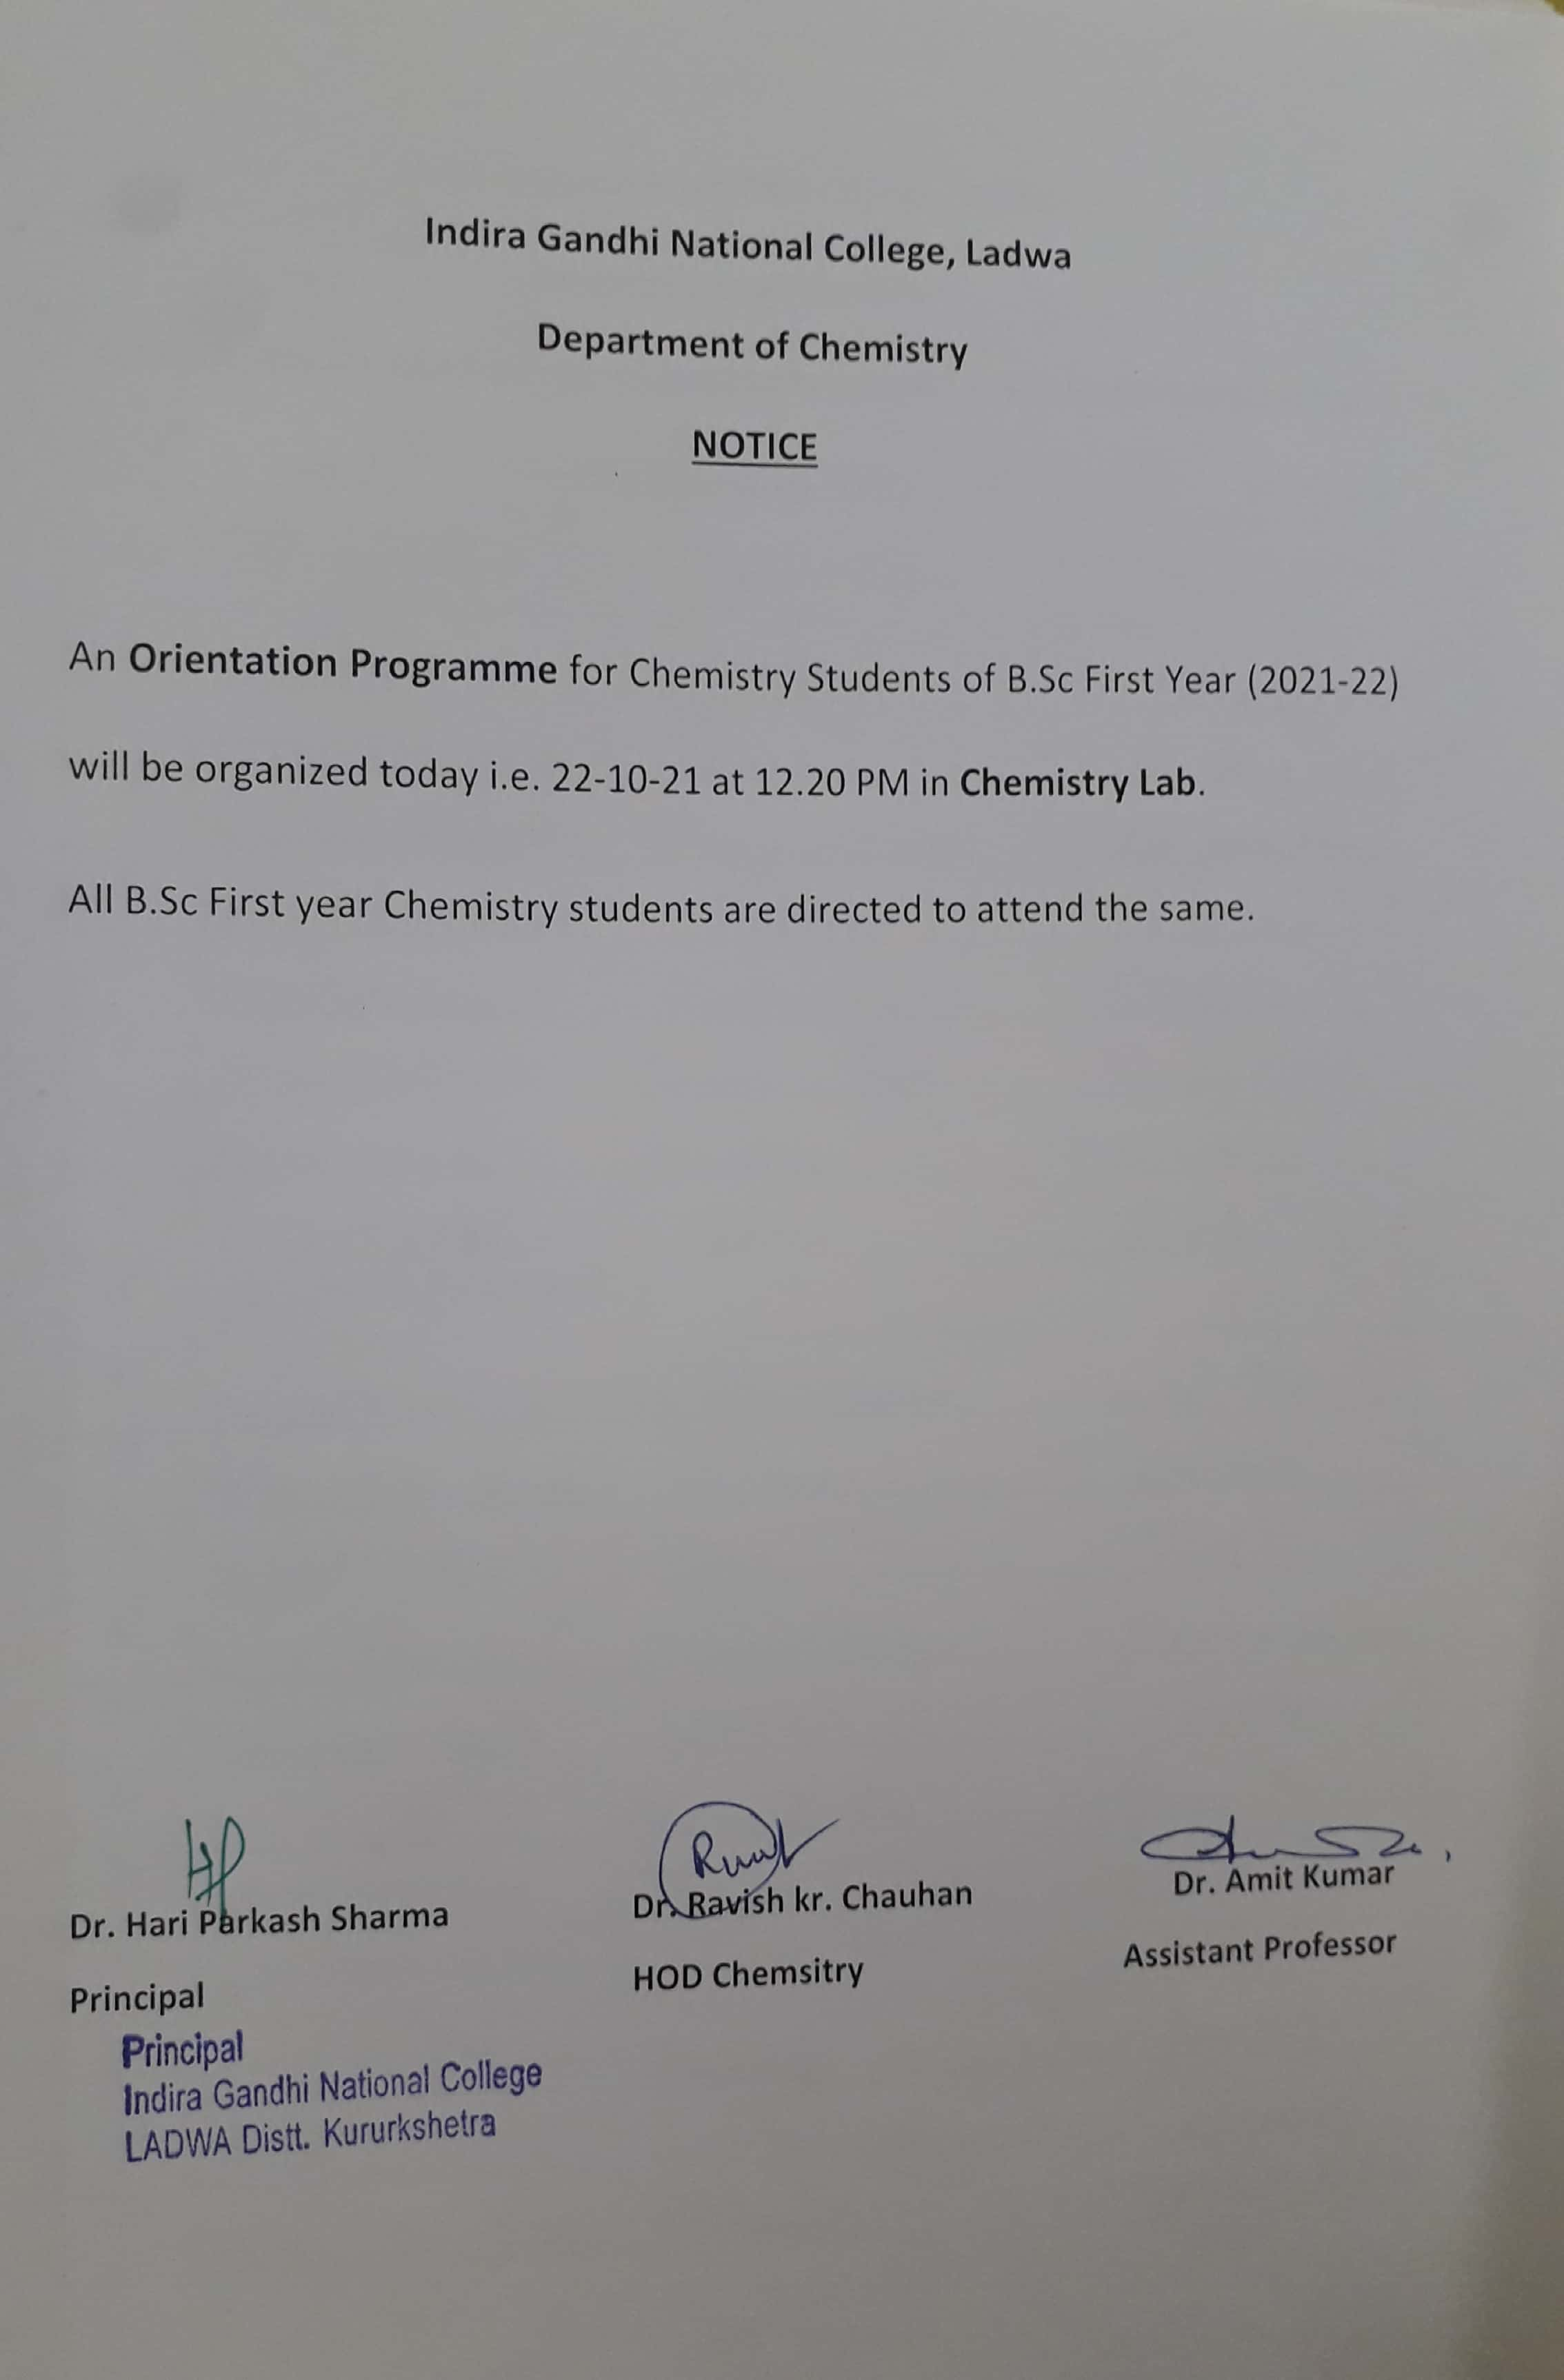 Indira Gandhi National College, Ladwa
Department of Chemistry
NOTICE
An Orientation Programme for Chemistry Students of B.Sc First Year (2021-22)
will be organized today i.e. 22-10-21 at 12.20 PM in Chemistry Lab.
All B.Sc First year Chemistry students are directed to attend the same.
Dr. Hari Parkash Sharma
Principal
Principal
Indira Gandhi National College
LADWA Distt. Kururkshetra
Dr. Ravish kr. Chauhan
HOD Chemsitry
Dr. Amit Kumar
Assistant Professor